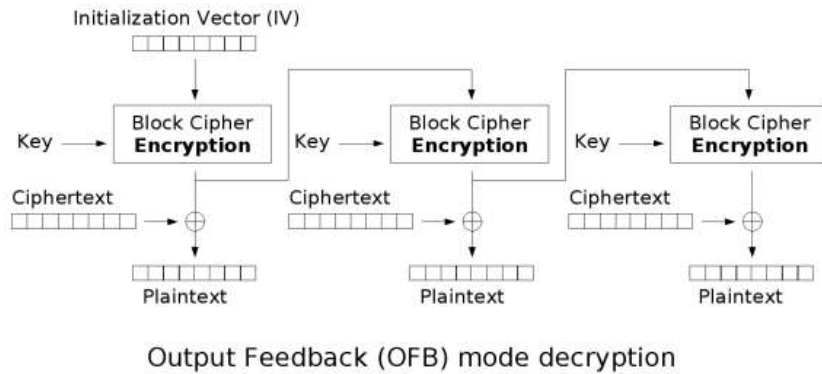 Initialization Vector (IV)
Block Cipher
Encryption
Block Cipher
Encryption
Block Cipher
Encryption
Key
Key
Key
Ciphertext
Ciphertext
Ciphertext
Plaintext
Plaintext
Plaintext
Output Feedback (OFB) mode decryption